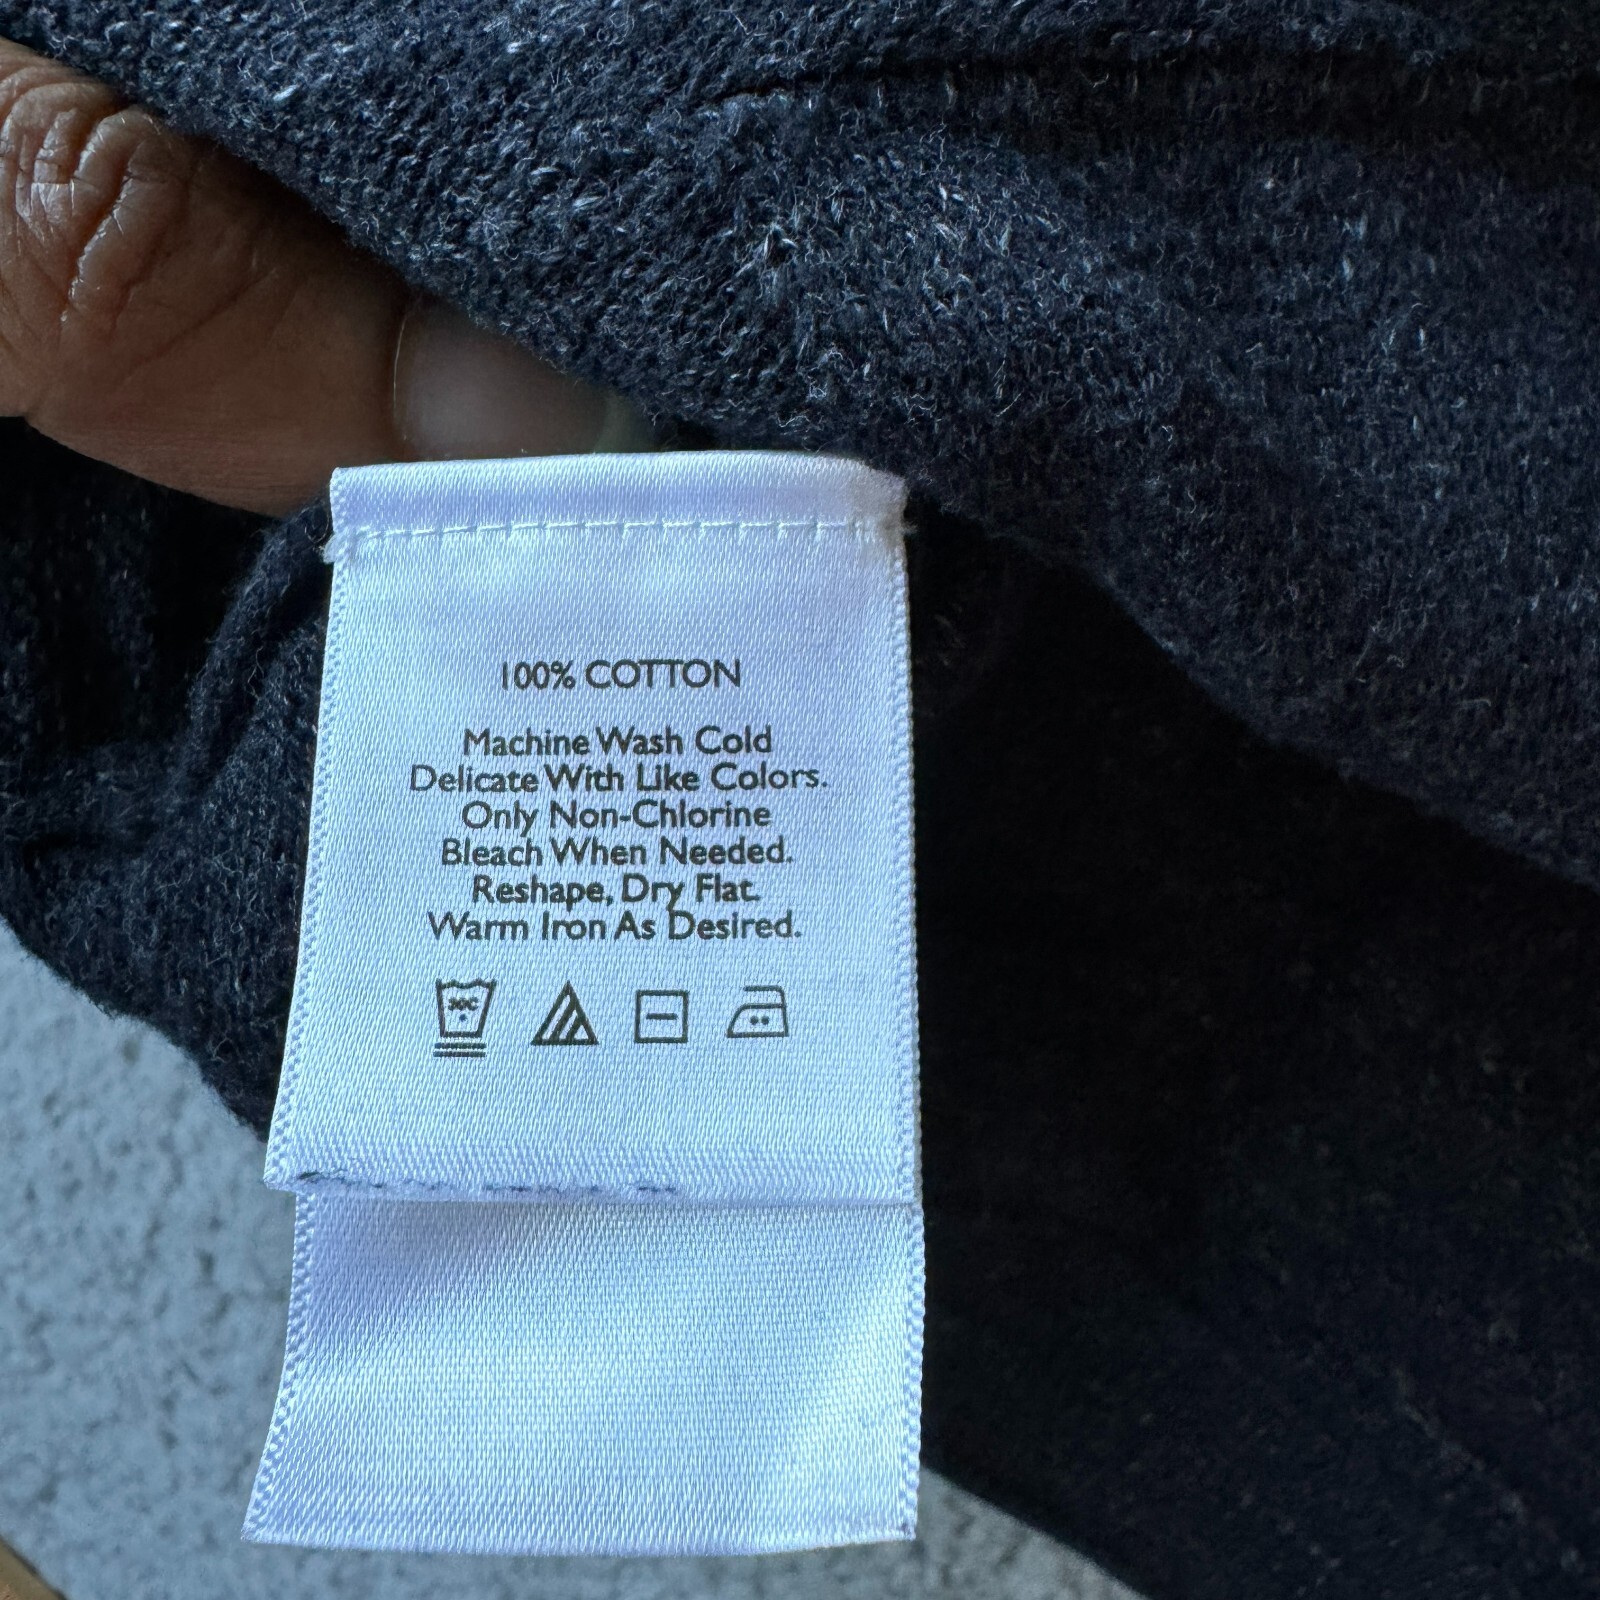 100% COTTON
Machine Wash Cold
Delicate With Like Colors.
Only Non-Chlorine
Bleach When Needed.
Reshape, Dry Flat.
Warm Iron As Desired.
30C